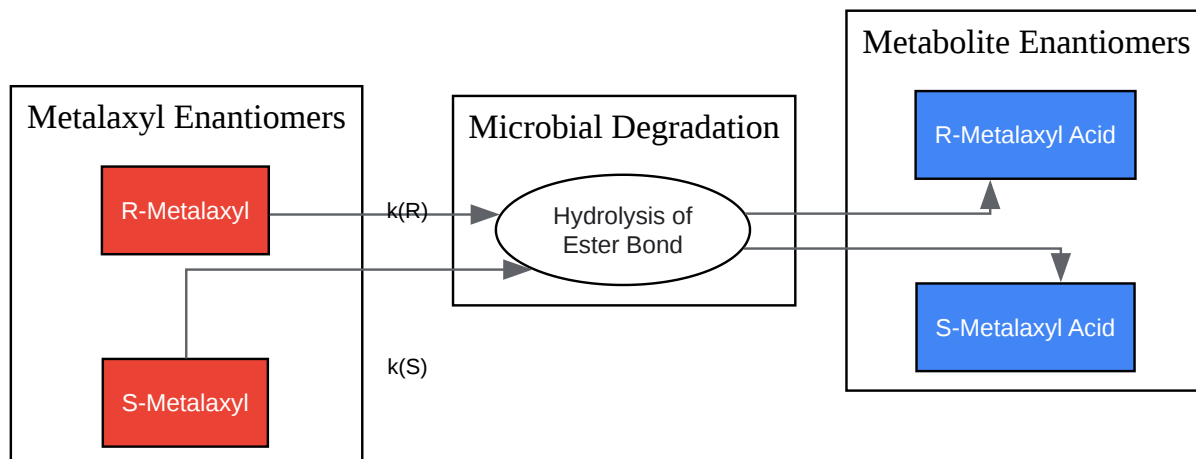 Metalaxyl Enantiomers
R-Metalaxyl
S-Metalaxyl
k(R)
k(S)
Microbial Degradation
Hydrolysis of
Ester Bond
Metabolite Enantiomers
R-Metalaxyl Acid
S-Metalaxyl Acid